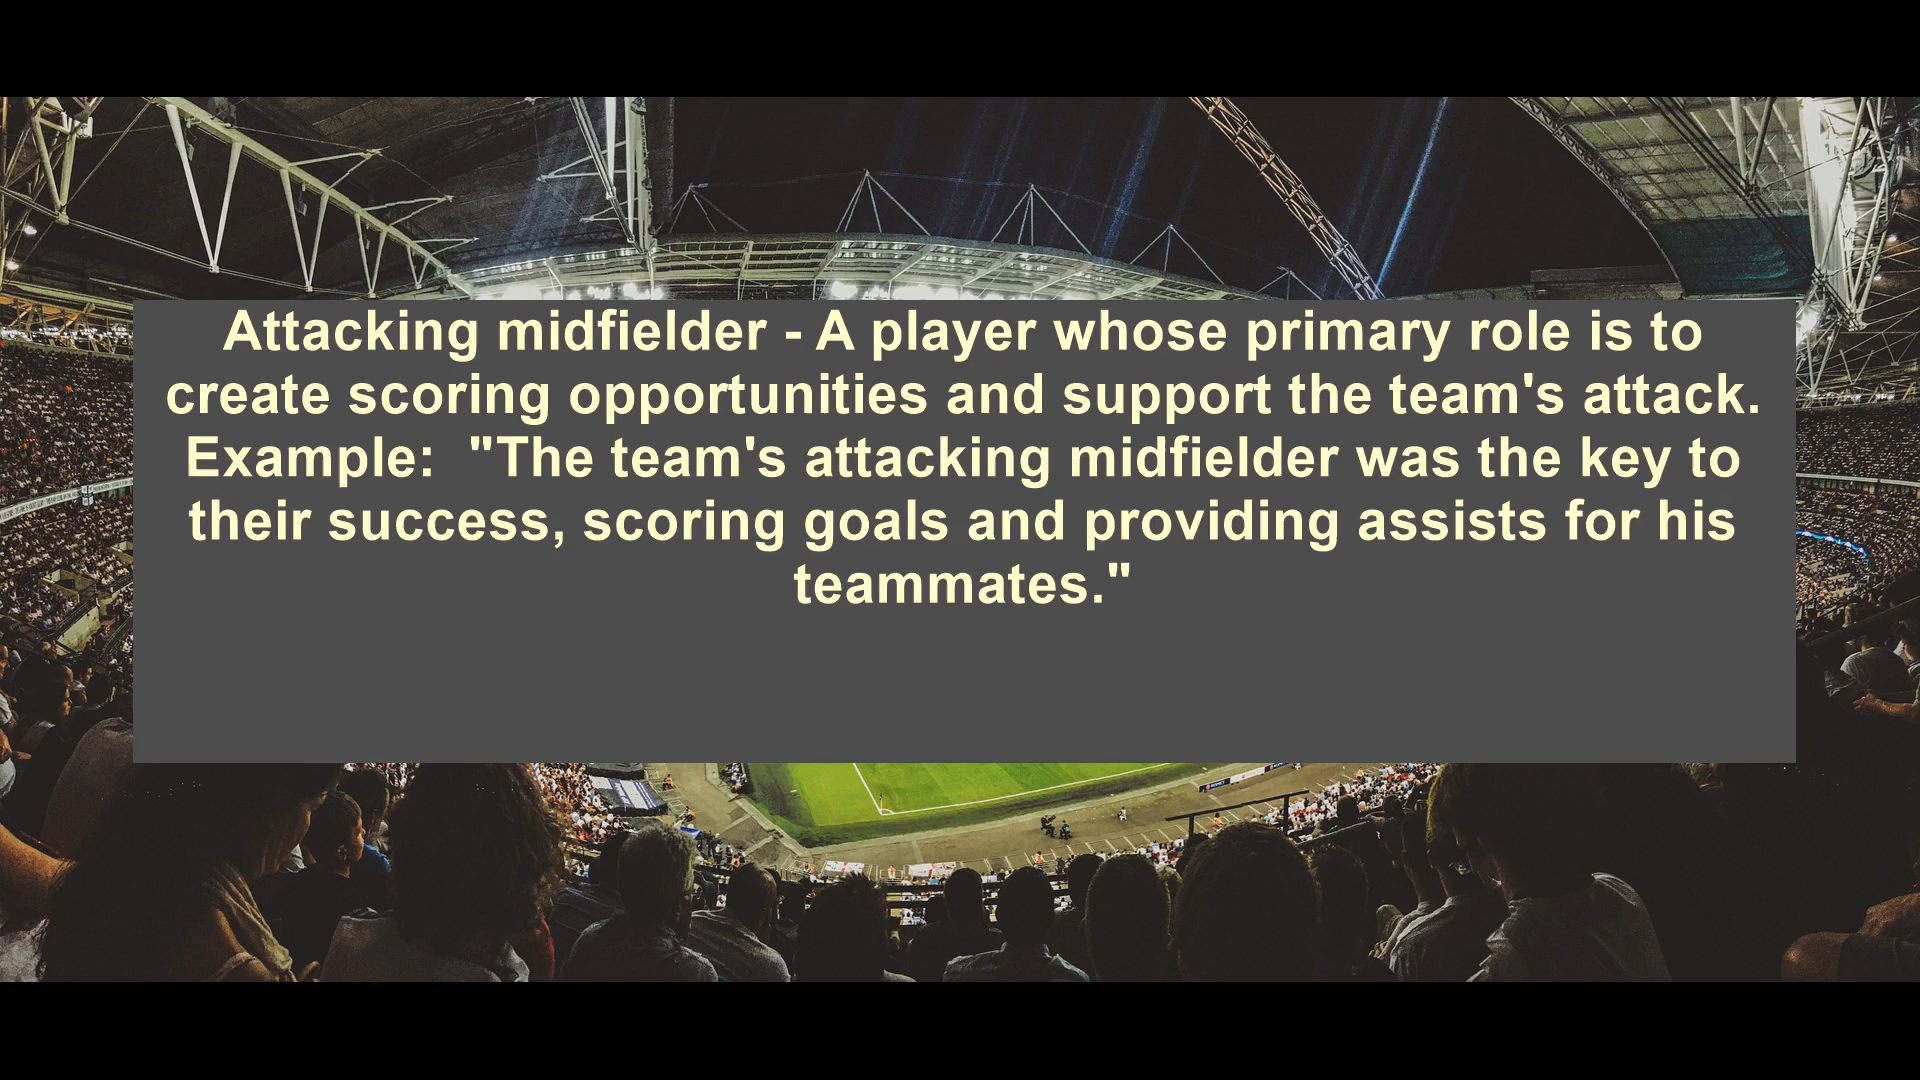 Attacking midfielder - A player whose primary role is to
create scoring opportunities and support the team's attack.
Example:  "The team's attacking midfielder was the key to
their success, scoring goals and providing assists for his
teammates."